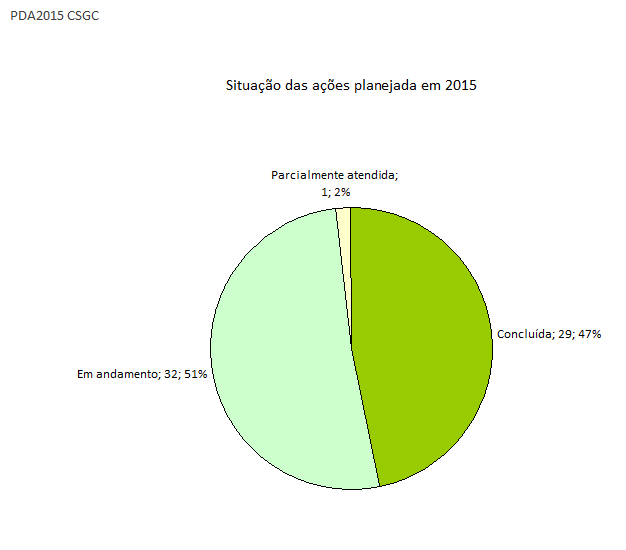 PDA2015 CSGC
Situação das ações planejada em 2015
Parcialmente atendida;
1; 2%
Concluída; 29; 47%
Em andamento; 32; 51%